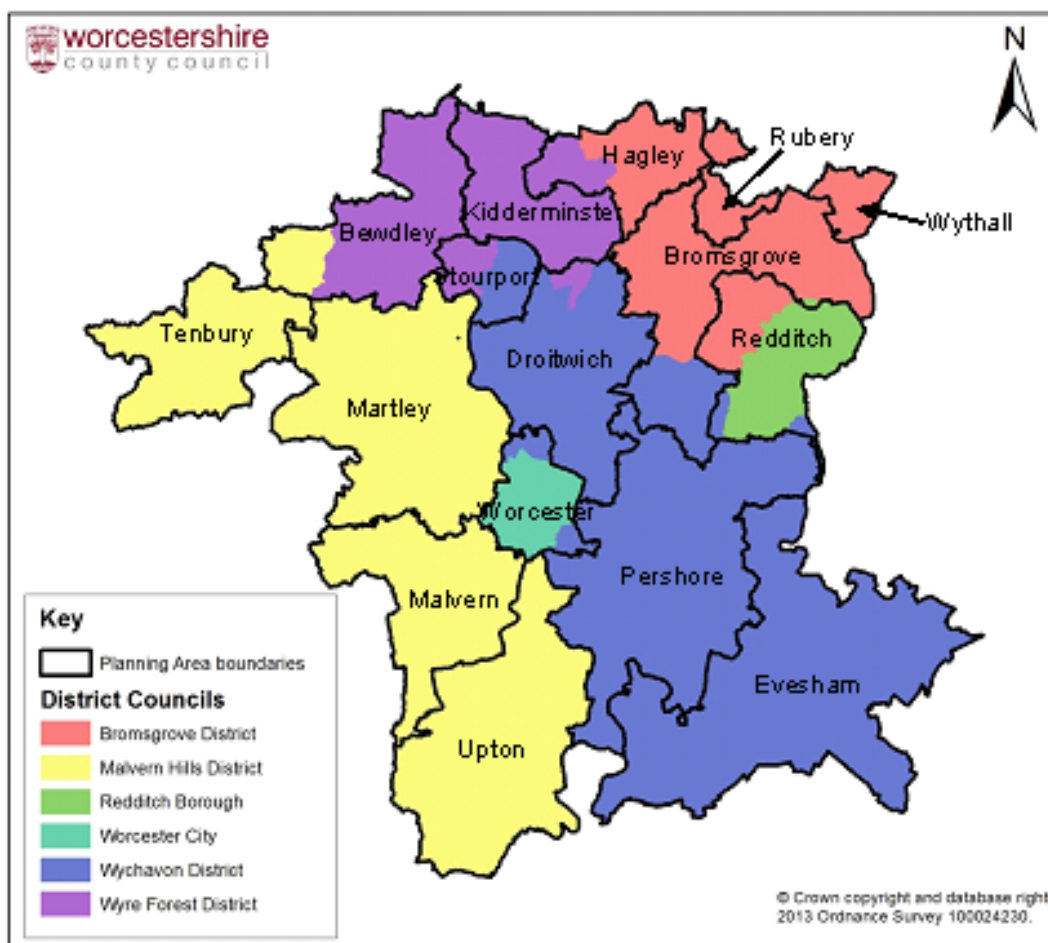 worcestershire
county council
N
Rubery
Hagley
Kidderminster
Wythall
Bewdley
Bromsgrove
Stourport
Tenbury
Redditch
Droitwich
Martley
Worcester
Pershore
Malvern
Evesham
Upton
Key
Planning Area boundaries
District Councils
Bromsgrove District
Malvern Hills District
Redditch Borough
Worcester City
Wychavon District
Wyre Forest District
© Crown copyright and database right
2013 Ordnance Survey 100024230.